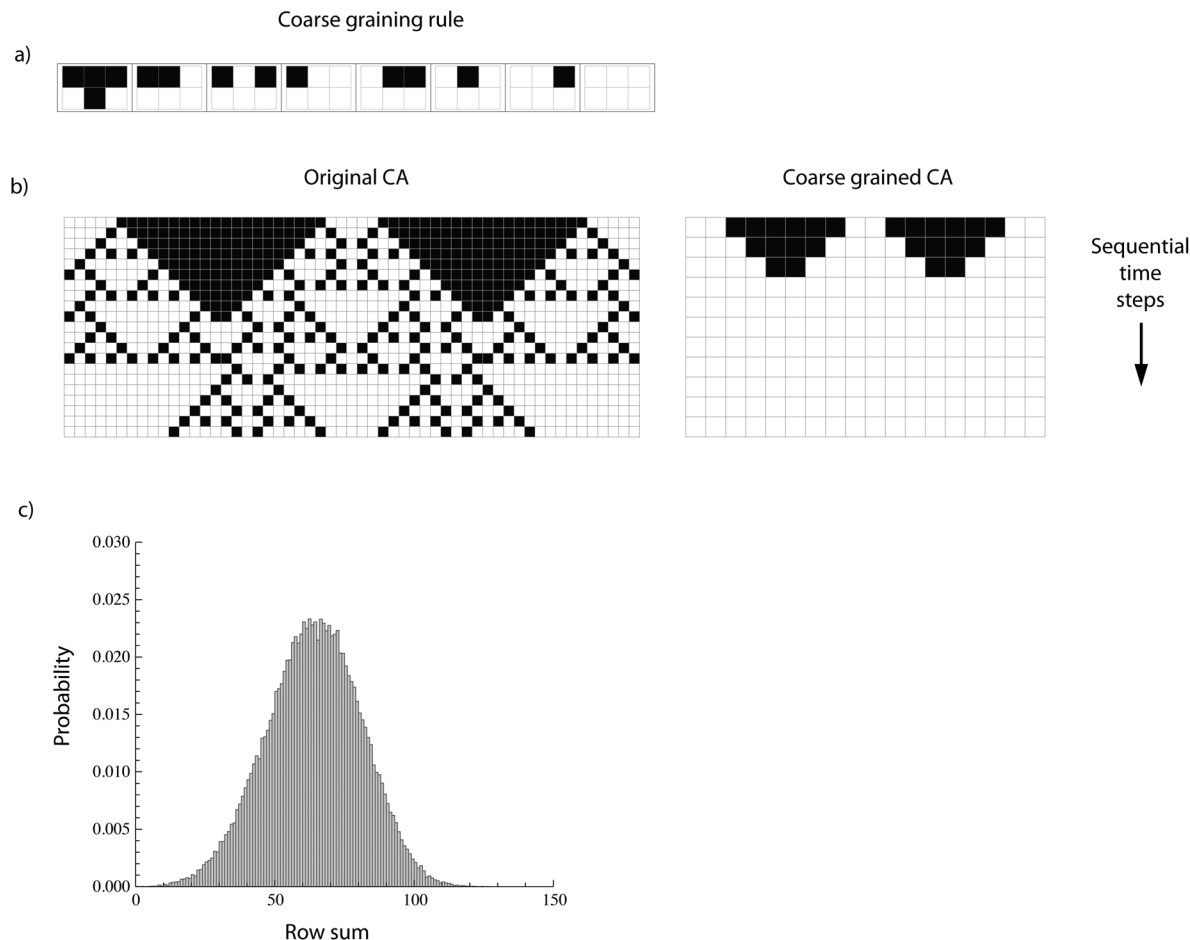 Coarse graining rule
a)
b)
Original CA
Coarse grained CA
Sequential
time
steps
c)
0.030
0.025
0.020
0.015
0.010
0.005
0.000
Probability
0
50
100
150
Row sum